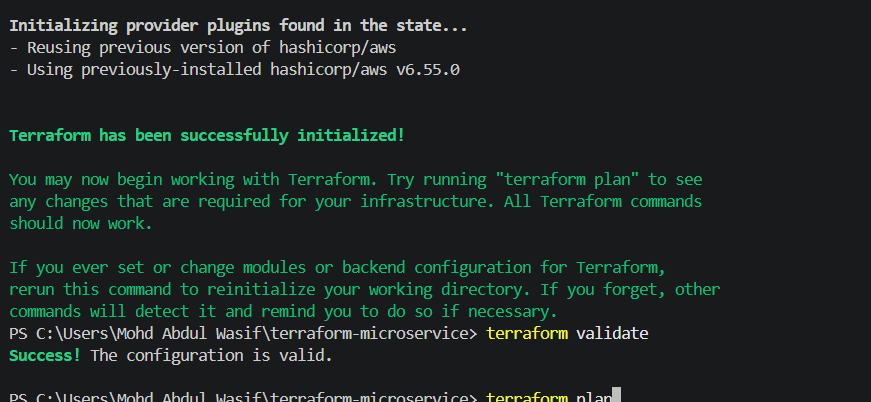 Initializing provider plugins found in the state...
- Reusing previous version of hashicorp/aws
- Using previously-installed hashicorp/aws v6.55.0
Terraform has been successfully initialized!
You may now begin working with Terraform. Try running "terraform plan" to see
any changes that are required for your infrastructure. All Terraform commands
should now work.
If you ever set or change modules or backend configuration for Terraform,
rerun this command to reinitialize your working directory. If you forget, other
commands will detect it and remind you to do so if necessary.
PS C:\Users\Mohd Abdul Wasif\terraform-microservice> terraform validate
Success! The configuration is valid.
PS C:\Users\Mohd Abdul Wasif\terraform-microservice> terraform plan